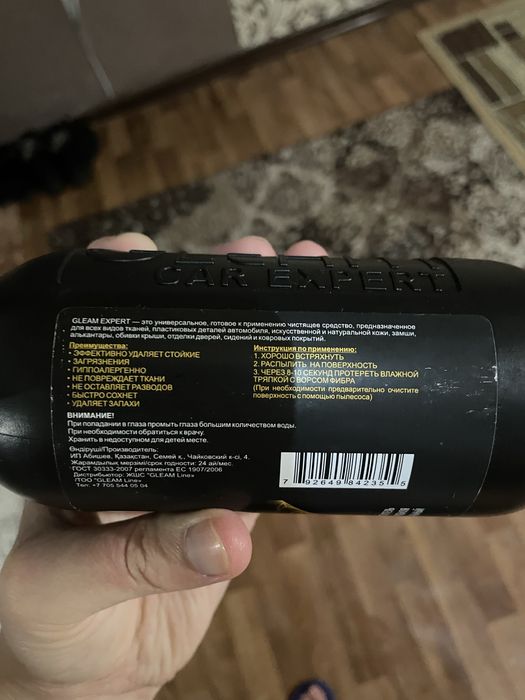 CAR EXPERT
GLEAM EXPERT — это универсальное, готовое к применению чистящее средство, предназначенное
для всех видов тканей, пластиковых деталей автомобиля, искусственной и натуральной кожи, замши,
алькантары, обивки крыши, отделки дверей, сидений и ковровых покрытий.
Преимущества:
• ЭФФЕКТИВНО УДАЛЯЕТ СТОЙКИЕ
• ЗАГРЯЗНЕНИЯ
• ГИППОАЛЕРГЕННО
• НЕ ПОВРЕЖДАЕТ ТКАНИ
• НЕ ОСТАВЛЯЕТ РАЗВОДОВ
• БЫСТРО СОХНЕТ
• УДАЛЯЕТ ЗАПАХИ
Инструкция по применению:
1. ХОРОШО ВСТРЯХНУТЬ
2. РАСПЫЛИТЬ НА ПОВЕРХНОСТЬ
3. ЧЕРЕЗ 8-10 СЕКУНД ПРОТЕРЕТЬ ВЛАЖНОЙ
ТРЯПКОЙ С ВОРСОМ ФИБРА
(При необходимости предварительно очистите
поверхность с помощью пылесоса)
ВНИМАНИЕ!
При попадании в глаза промыть глаза большим количеством воды.
При необходимости обратиться к врачу.
Хранить в недоступном для детей месте.
Өндіруші/Производитель:
ИП Абишев, Қазақстан, Семей қ., Чайковский к-сі, 4.
Жарамдылық мерзімі/срок годности: 24 ай/мес.
ГОСТ 30333-2007 регламента ЕС 1907/2006
Дистрибьютор: ЖШС "GLEAM Line»
/ТОО "GLEAM Line»
Тел.: +7 705 544 05 04
7 92649 84235 5